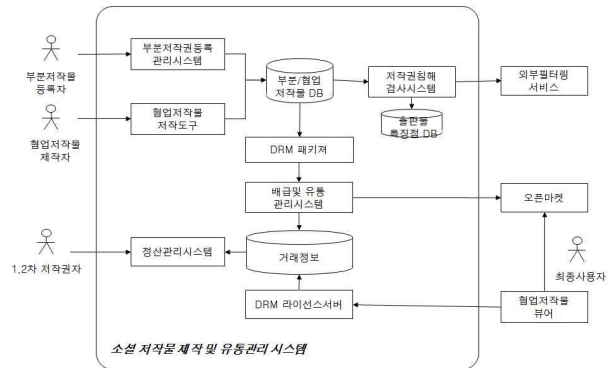 부분저작권등록
관리시스템
부분저작물
등록자
부분/협업
저작물 DB
저작권침해
검사시스템
외부필터링
서비스
협업저작물
저작도구
협업저작물
제작자
출판물
특징점 DB
DRM 패키져
배급및 유통
관리시스템
오픈마켓
1,2차 저작권자
정산관리시스템
거래정보
최종사용자
DRM 라이선스서버
협업저작물
뷰어
소셜 저작물 제작 및 유통관리 시스템